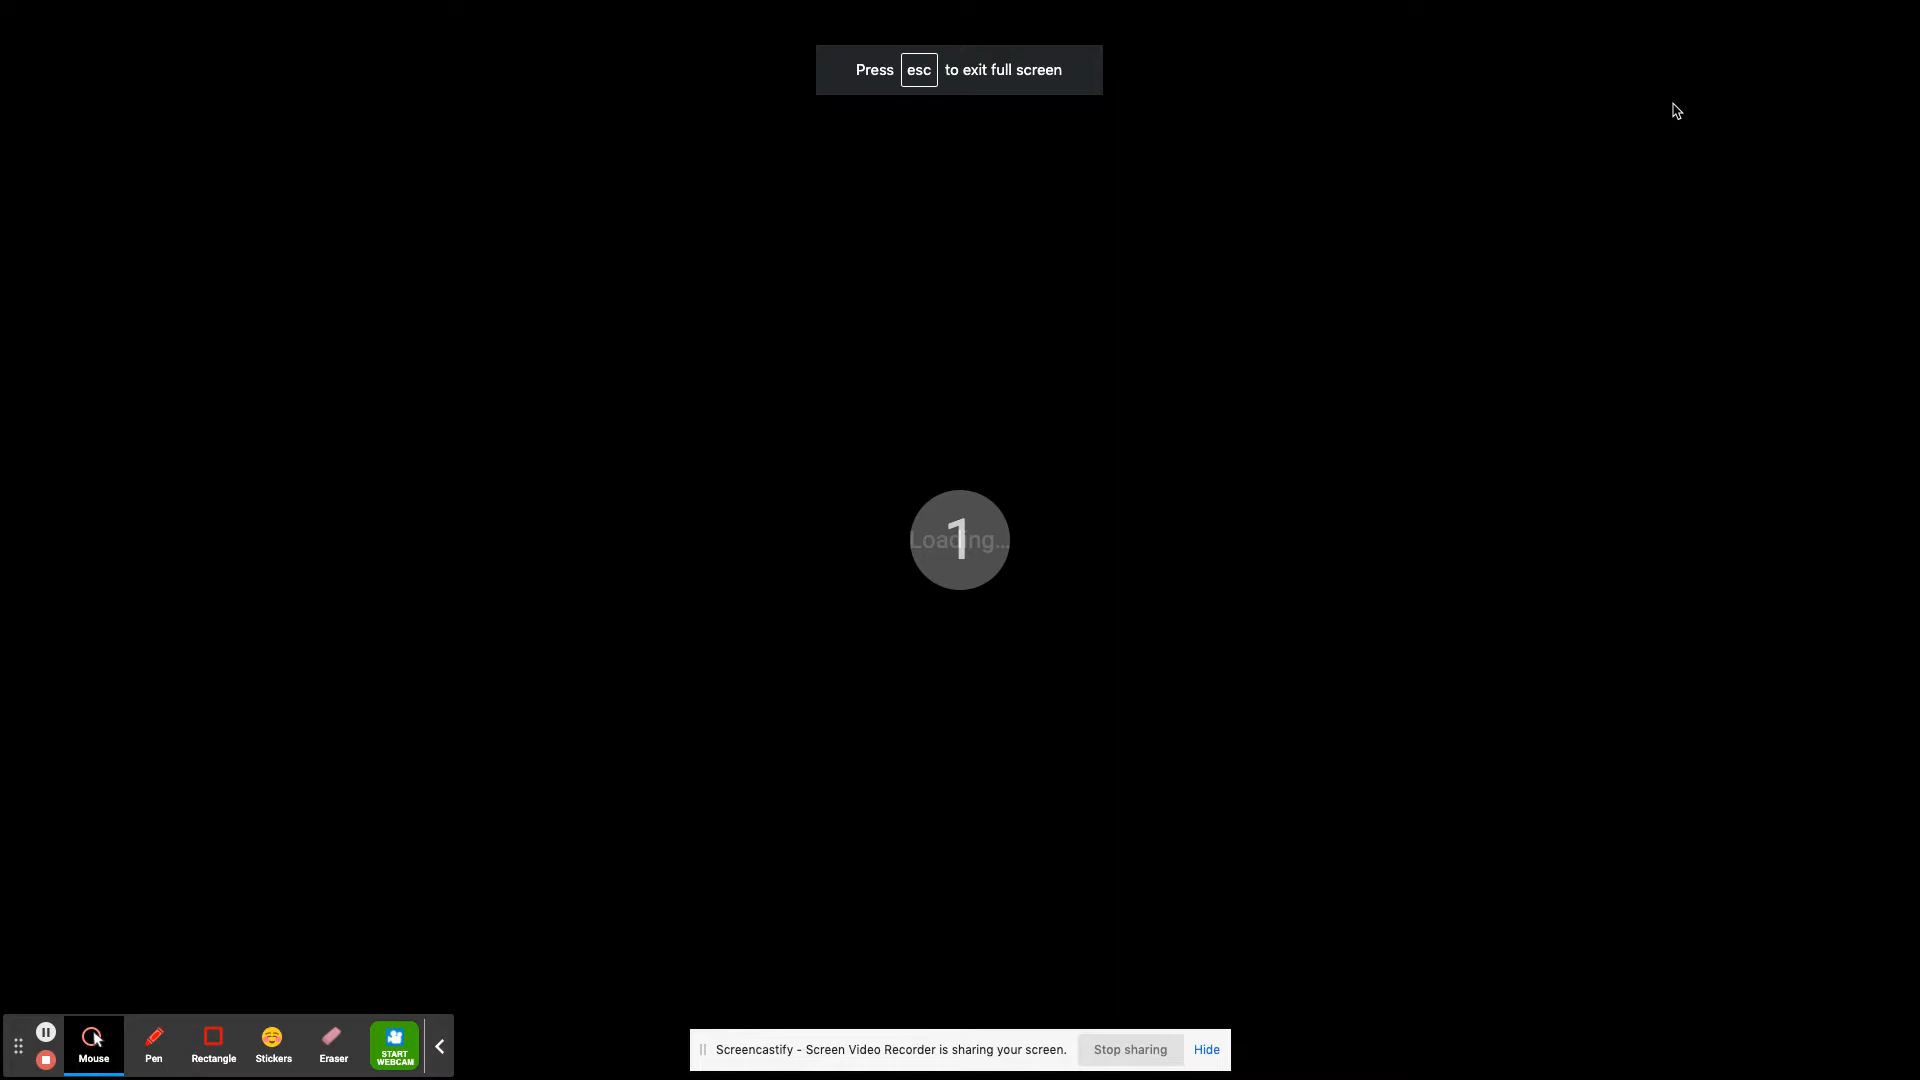 Press esc to exit full screen
1
Loading...
Mouse
Pen
Rectangle
Stickers
Eraser
START
WEBCAM
Screencastify - Screen Video Recorder is sharing your screen. Stop sharing Hide